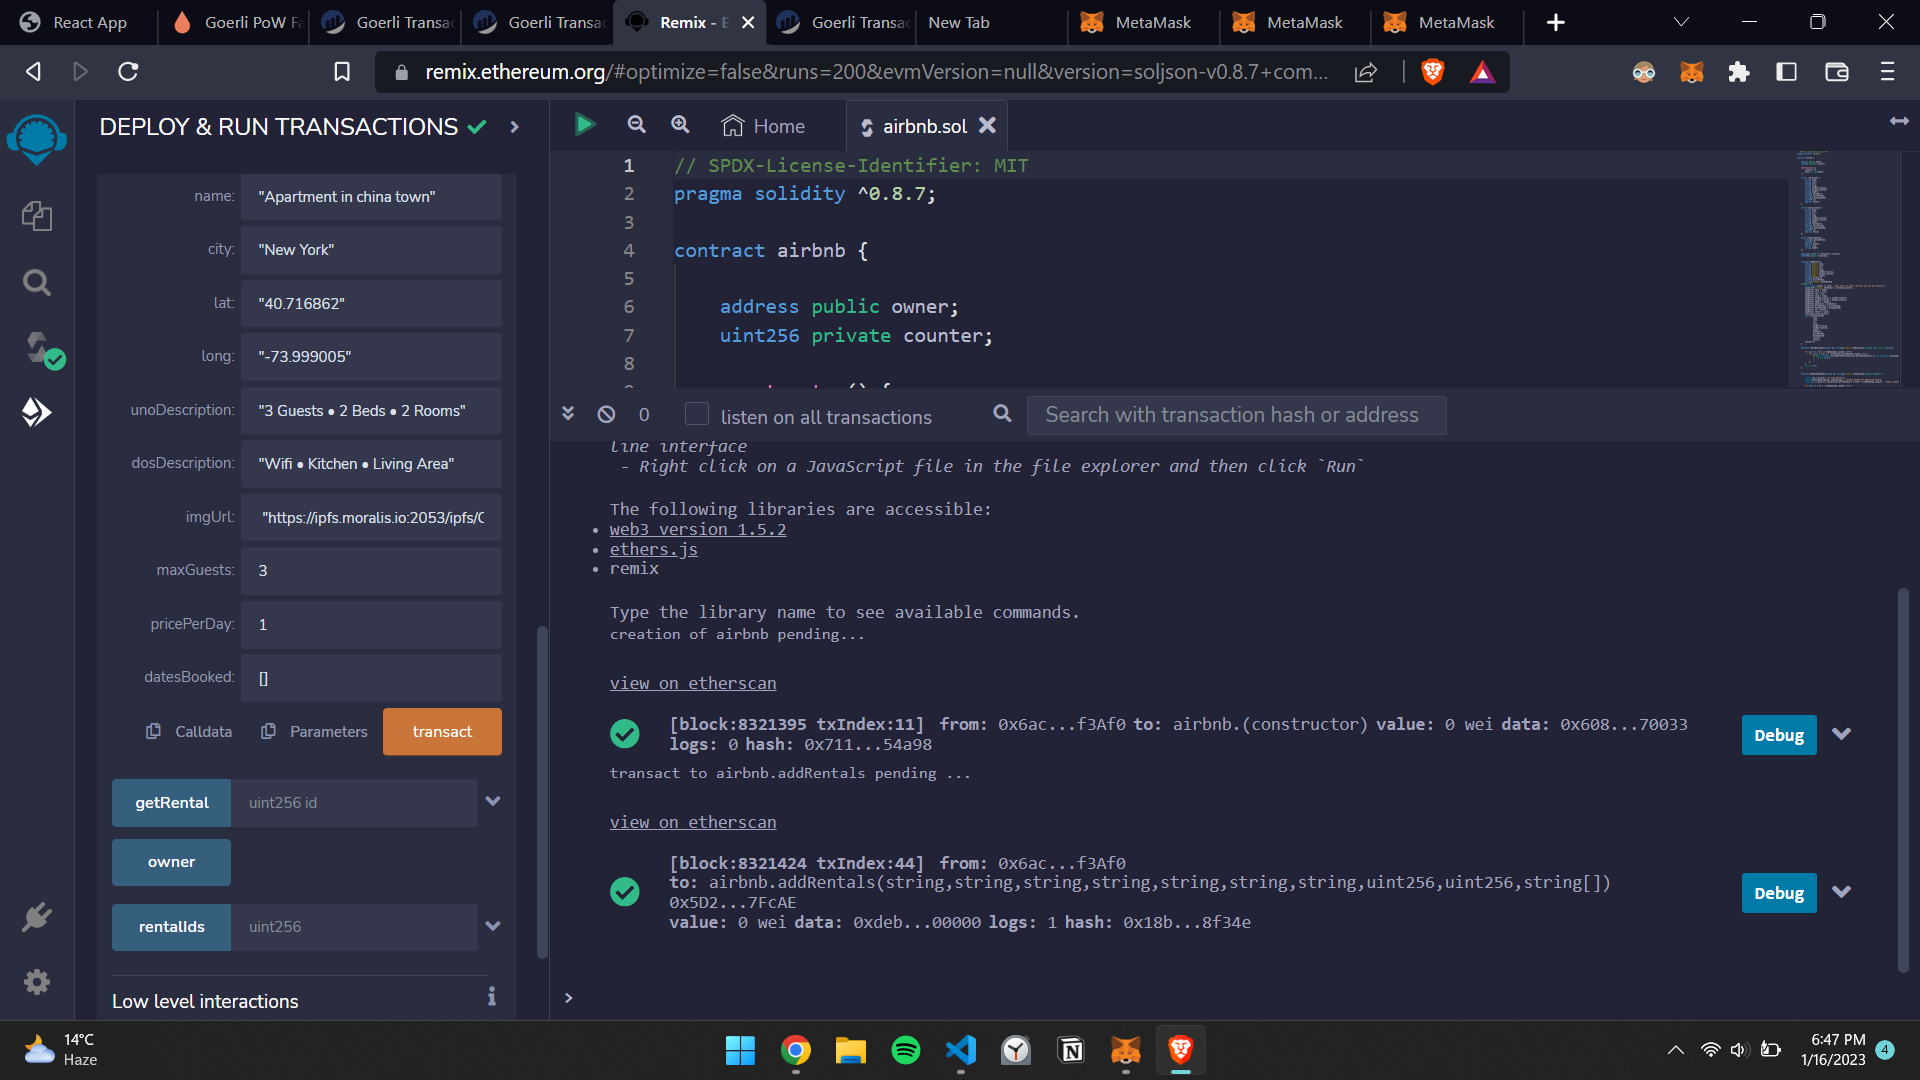 React App
Goerli PoW Fa
Goerli Transac
Goerli Transac
Remix - E
Goerli Transac
New Tab
MetaMask
MetaMask
MetaMask
remix.ethereum.org/#optimize=false&runs=200&evmVersion=null&version=soljson-v0.8.7+com...
DEPLOY & RUN TRANSACTIONS
name: "Apartment in china town"
city: "New York"
lat: "40.716862"
long: "-73.999005"
unoDescription: "3 Guests • 2 Beds • 2 Rooms"
dosDescription: "Wifi • Kitchen • Living Area"
imgUrl: "https://ipfs.moralis.io:2053/ipfs/Q
maxGuests: 3
pricePerDay: 1
datesBooked: []
Calldata Parameters transact
getRental uint256 id
owner
rentalIds uint256
Low level interactions
Home airbnb.sol
1 // SPDX-License-Identifier: MIT
2 pragma solidity ^0.8.7;
3
4 contract airbnb {
5
6 address public owner;
7 uint256 private counter;
8
0 listen on all transactions Search with transaction hash or address
line interface
- Right click on a JavaScript file in the file explorer and then click `Run`
The following libraries are accessible:
• web3 version 1.5.2
• ethers.js
• remix
Type the library name to see available commands.
creation of airbnb pending...
view on etherscan
[block:8321395 txIndex:11] from: 0x6ac...f3Af0 to: airbnb.(constructor) value: 0 wei data: 0x608...70033
logs: 0 hash: 0x711...54a98
Debug
transact to airbnb.addRentals pending ...
view on etherscan
[block:8321424 txIndex:44] from: 0x6ac...f3Af0
to: airbnb.addRentals(string,string,string,string,string,string,string,uint256,uint256,string[])
0x5D2...7FcAE
value: 0 wei data: 0xdeb...00000 logs: 1 hash: 0x18b...8f34e
Debug
>
14°C
Haze
6:47 PM
1/16/2023
4